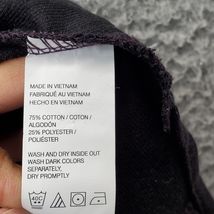 MADE IN VIETNAM
FABRIQUÉ AU VIETNAM
HECHO EN VIETNAM
75% COTTON / COTON /
ALGODÓN
25% POLYESTER /
POLIÉSTER
WASH AND DRY INSIDE OUT
WASH DARK COLORS
SEPARATELY,
DRY PROMPTLY
40C